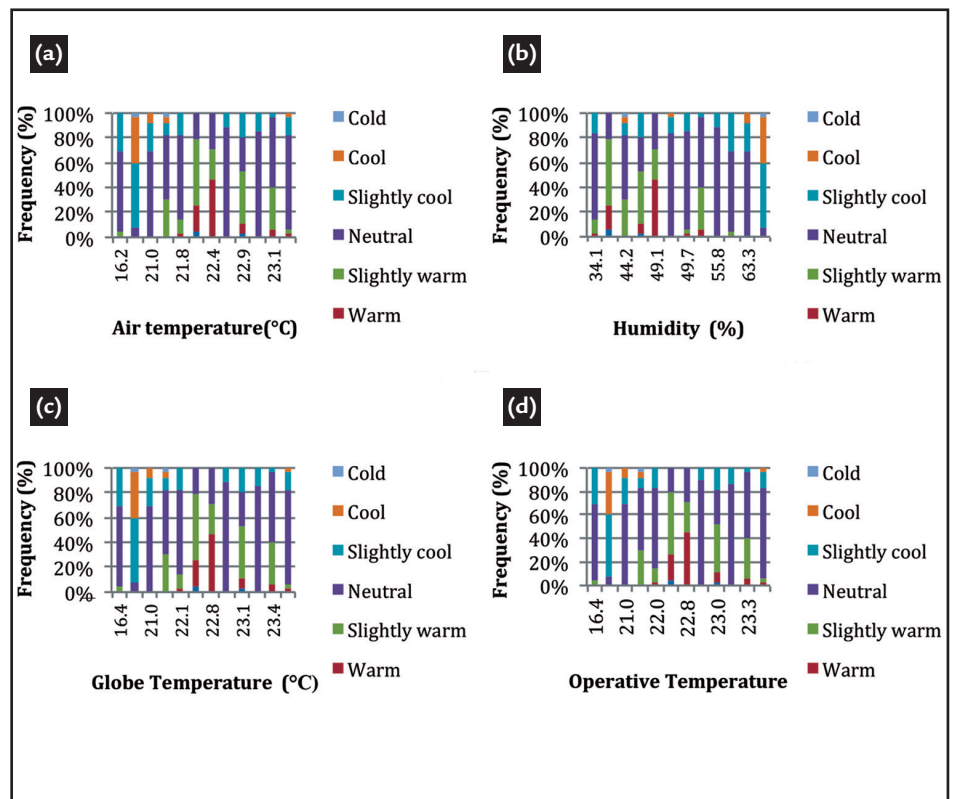 (a)
Frequency (%)
100%
80%
60%
40%
20%
0%
16.2
21.0
21.8
22.4
22.9
23.1
Air temperature(°C)
Cold
Cool
Slightly cool
Neutral
Slightly warm
Warm
(b)
Frequency (%)
100%
80%
60%
40%
20%
0%
34.1
44.2
49.1
49.7
55.8
63.3
Humidity (%)
Cold
Cool
Slightly cool
Neutral
Slightly warm
Warm
(c)
Frequency (%)
100%
80%
60%
40%
20%
0%
16.4
21.0
22.1
22.8
23.1
23.4
Globe Temperature (°C)
Cold
Cool
Slightly cool
Neutral
Slightly warm
Warm
(d)
Frequency (%)
100%
80%
60%
40%
20%
0%
16.4
21.0
22.0
22.8
23.0
23.3
Operative Temperature
Cold
Cool
Slightly cool
Neutral
Slightly warm
Warm